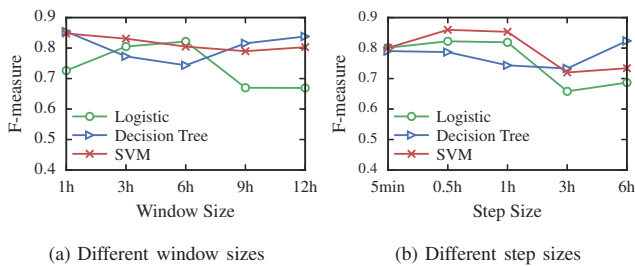 0.9
0.8
0.7
0.6
0.5
0.4
F-measure
Logistic
Decision Tree
SVM
1h 3h 6h 9h 12h
Window Size
(a) Different window sizes
0.9
0.8
0.7
0.6
0.5
0.4
F-measure
Logistic
Decision Tree
SVM
5min 0.5h 1h 3h 6h
Step Size
(b) Different step sizes